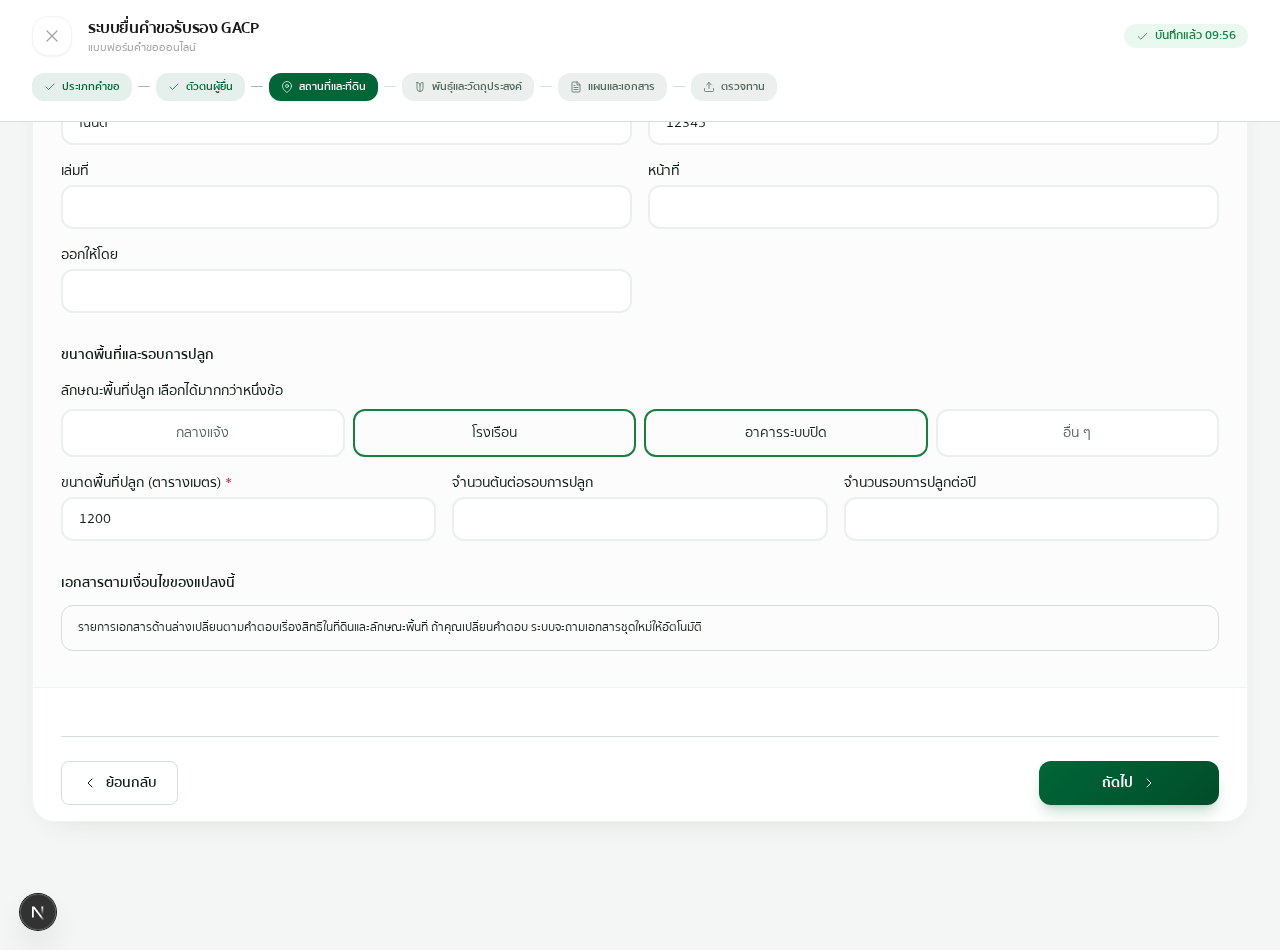 ระบบยื่นคำขอรับรอง GACP
แบบฟอร์มคำขอออนไลน์
บันทึกแล้ว 09:56
ประเภทคำขอ
ตัวตนผู้ยื่น
สถานที่และที่ดิน
พันธุ์และวัตถุประสงค์
แผนและเอกสาร
ตรวจทาน
12345
เล่มที่
หน้าที่
ออกให้โดย
ขนาดพื้นที่และรอบการปลูก
ลักษณะพื้นที่ปลูก เลือกได้มากกว่าหนึ่งข้อ
กลางแจ้ง
โรงเรือน
อาคารระบบปิด
อื่น ๆ
ขนาดพื้นที่ปลูก (ตารางเมตร) *
จำนวนต้นต่อรอบการปลูก
จำนวนรอบการปลูกต่อปี
1200
เอกสารตามเงื่อนไขของแปลงนี้
รายการเอกสารด้านล่างเปลี่ยนตามคำตอบเรื่องสิทธิในที่ดินและลักษณะพื้นที่ ถ้าคุณเปลี่ยนคำตอบ ระบบจะถามเอกสารชุดใหม่ให้อัตโนมัติ
ย้อนกลับ
ถัดไป
N